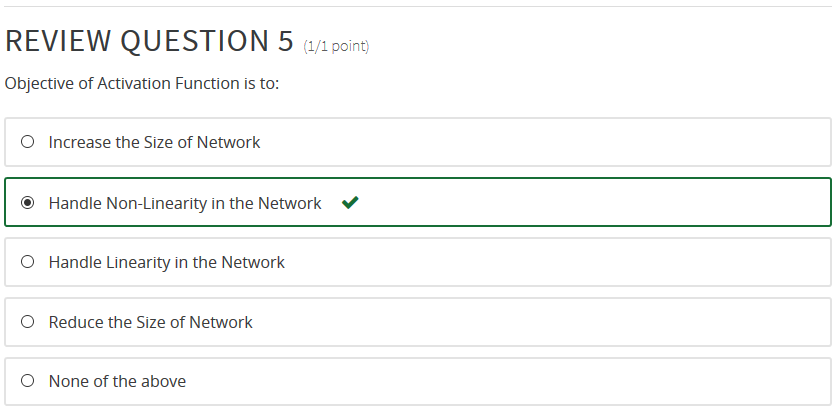 REVIEW QUESTION 5 (1/1 point)
Objective of Activation Function is to:
Increase the Size of Network
Handle Non-Linearity in the Network
Handle Linearity in the Network
Reduce the Size of Network
None of the above